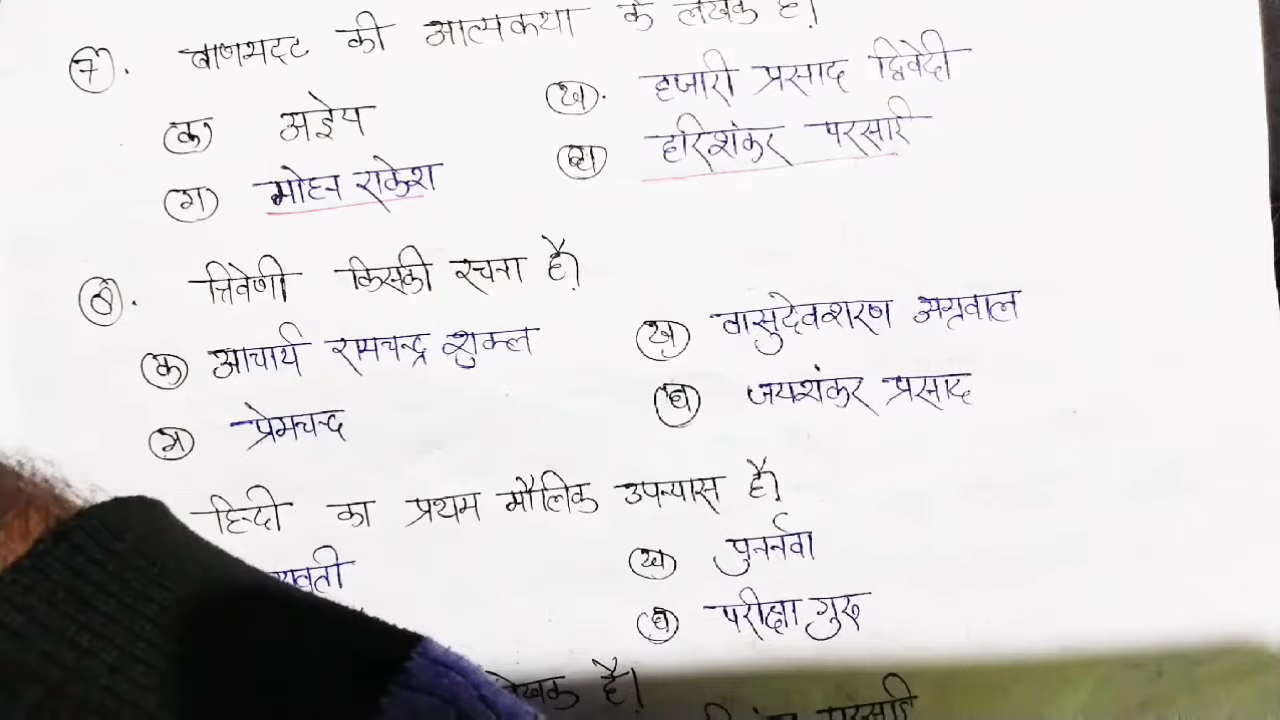 7. बाणभट्ट की आत्मकथा के लेखक है।
क अज्ञेय ख. हजारी प्रसाद द्विवेदी
ग मोहन राकेश घ हरिशंकर परसाई
8. त्रिवेणी किसकी रचना है।
क आचार्य रामचन्द्र शुक्ल ख वासुदेवशरण अग्रवाल
ग प्रेमचन्द घ जयशंकर प्रसाद
हिन्दी का प्रथम मौलिक उपन्यास है।
ख पुनर्नवा
घ परीक्षा गुरू
है।
परसाई